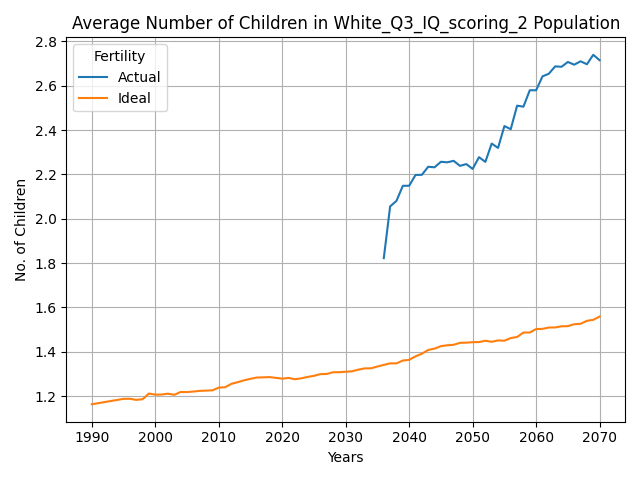 Average Number of Children in White_Q3_IQ_scoring_2 Population
Fertility
Actual
Ideal
No. of Children
2.8
2.6
2.4
2.2
2.0
1.8
1.6
1.4
1.2
1990 2000 2010 2020 2030 2040 2050 2060 2070
Years